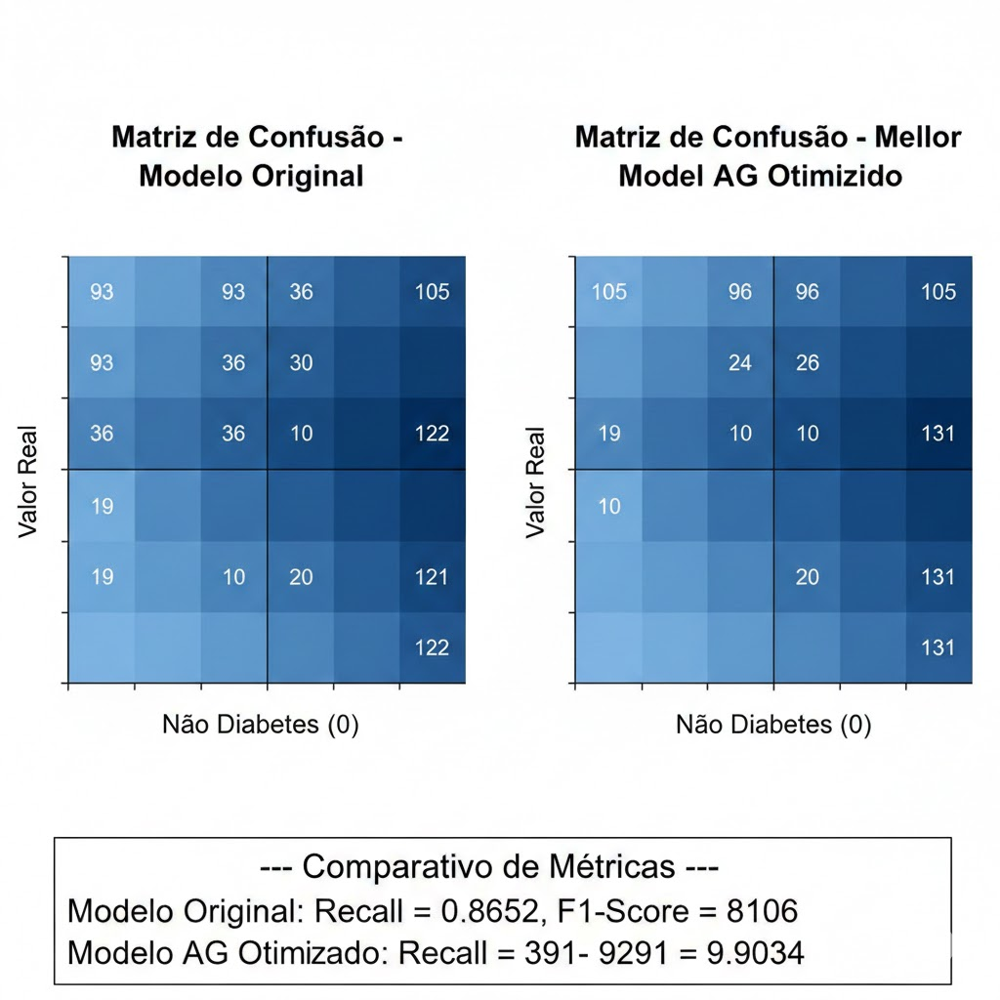 Matriz de Confusão -
Modelo Original
Matriz de Confusão - Mellor
Model AG Otimizido
93 93 36 105
93 36 30
36 36 10 122
19
19 10 20 121
122
Valor Real
Não Diabetes (0)
105 96 96 105
24 26
19 10 10 131
10
20 131
131
Valor Real
Não Diabetes (0)
--- Comparativo de Métricas ---
Modelo Original: Recall = 0.8652, F1-Score = 8106
Modelo AG Otimizado: Recall = 391- 9291 = 9.9034